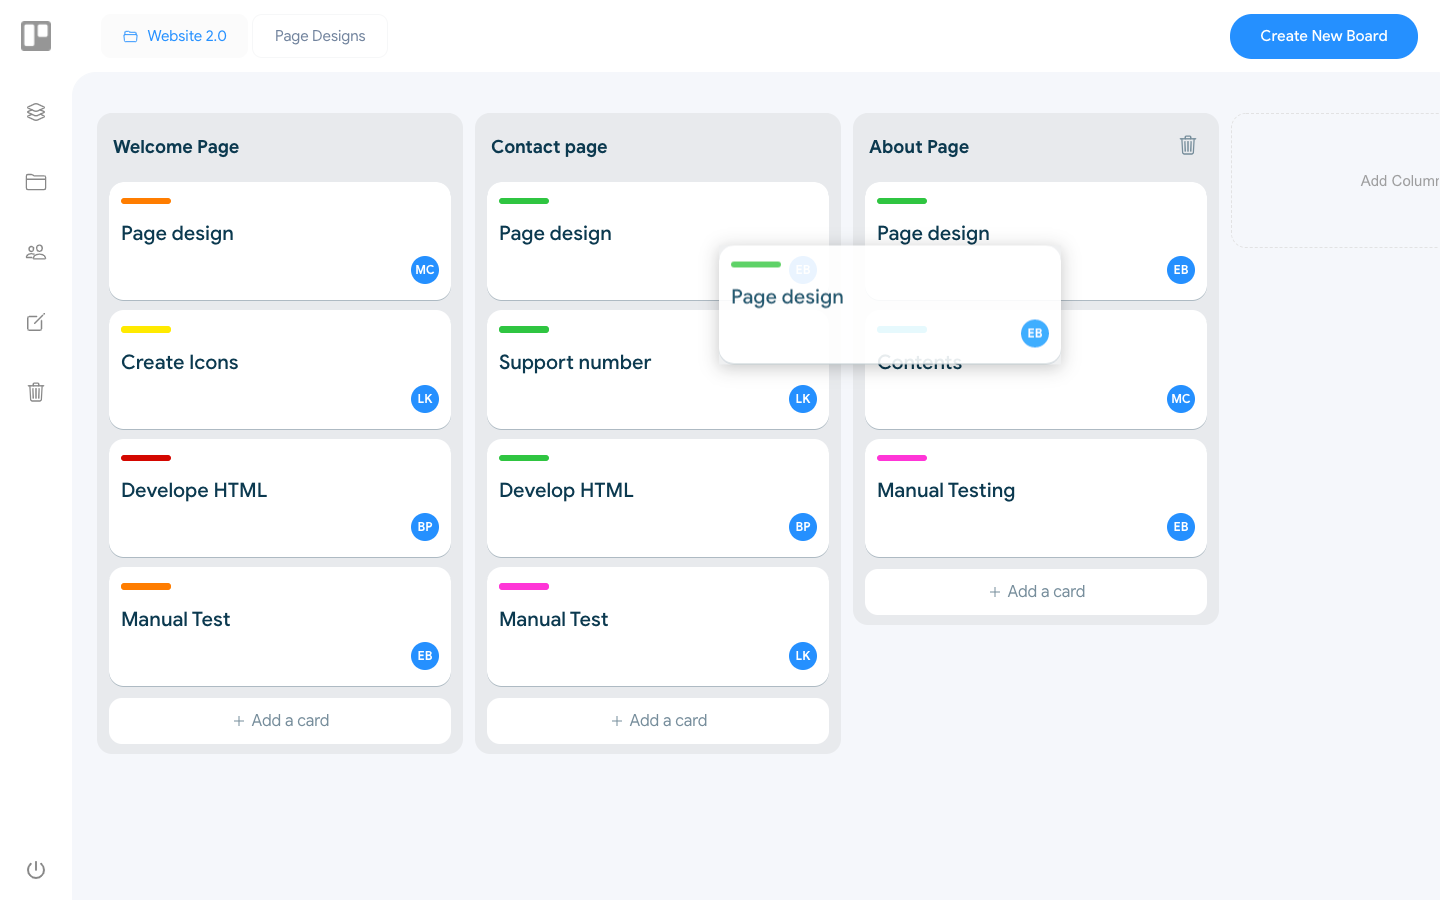 Website 2.0
Page Designs
Create New Board
Welcome Page
Page design
MC
Create Icons
LK
Develope HTML
BP
Manual Test
EB
+ Add a card
Contact page
Page design
EB
Support number
LK
Develop HTML
BP
Manual Test
LK
+ Add a card
Page design
EB
About Page
Page design
EB
Contents
MC
Manual Testing
EB
+ Add a card
Add Column